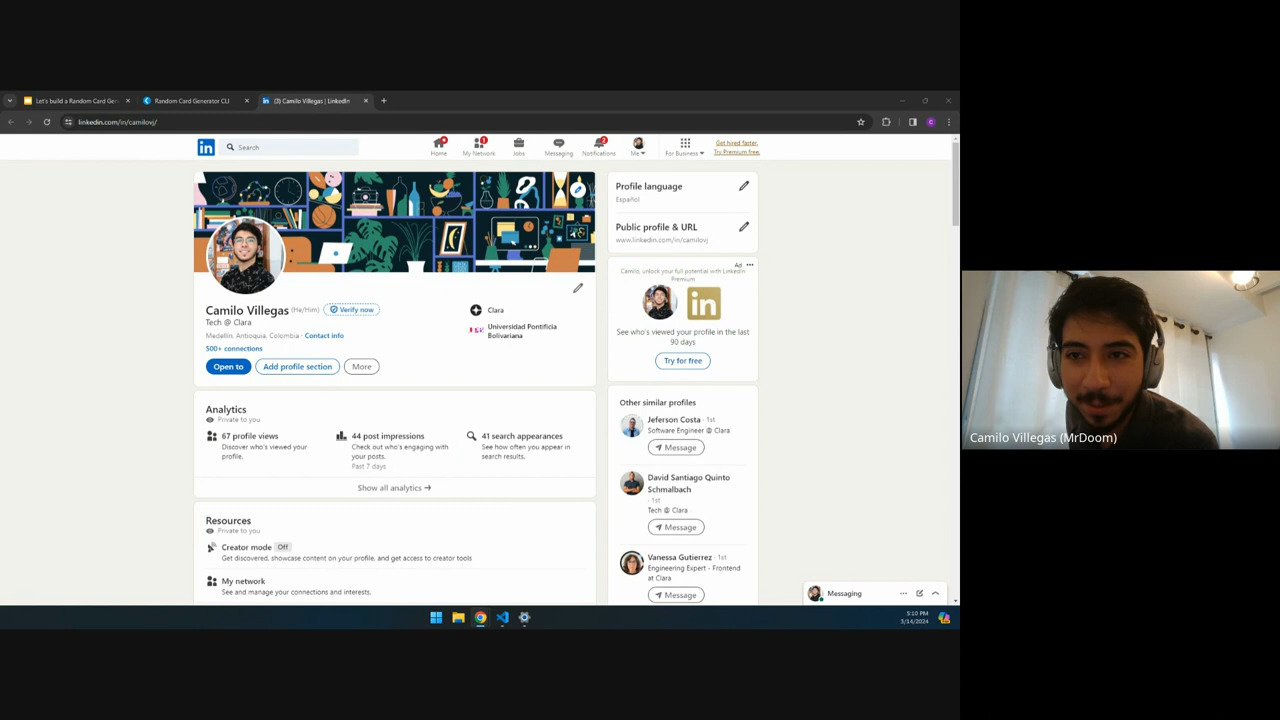 Let's build a Random Card Gen
Random Card Generator CLI
(3) Camilo Villegas | LinkedIn
linkedin.com/in/camilovj/
in
Search
Home
My Network
Jobs
Messaging
Notifications
Me
For Business
Get hired faster.
Try Premium free.
Camilo Villegas (He/Him) Verify now
Tech @ Clara
Medellín, Antioquia, Colombia · Contact info
500+ connections
Open to
Add profile section
More
Clara
Universidad Pontificia
Bolivariana
Analytics
Private to you
67 profile views
Discover who's viewed your
profile.
44 post impressions
Check out who's engaging with
your posts.
Past 7 days
41 search appearances
See how often you appear in
search results.
Show all analytics →
Resources
Private to you
Creator mode Off
Get discovered, showcase content on your profile, and get access to creator tools
My network
See and manage your connections and interests.
Profile language
Español
Public profile & URL
www.linkedin.com/in/camilovj
Ad
Camilo, unlock your full potential with LinkedIn
Premium
in
See who's viewed your profile in the last
90 days
Try for free
Other similar profiles
Jeferson Costa · 1st
Software Engineer @ Clara
Message
David Santiago Quinto
Schmalbach
· 1st
Tech @ Clara
Message
Vanessa Gutierrez · 1st
Engineering Expert - Frontend
at Clara
Message
Messaging
5:10 PM
3/14/2024
Camilo Villegas (MrDoom)